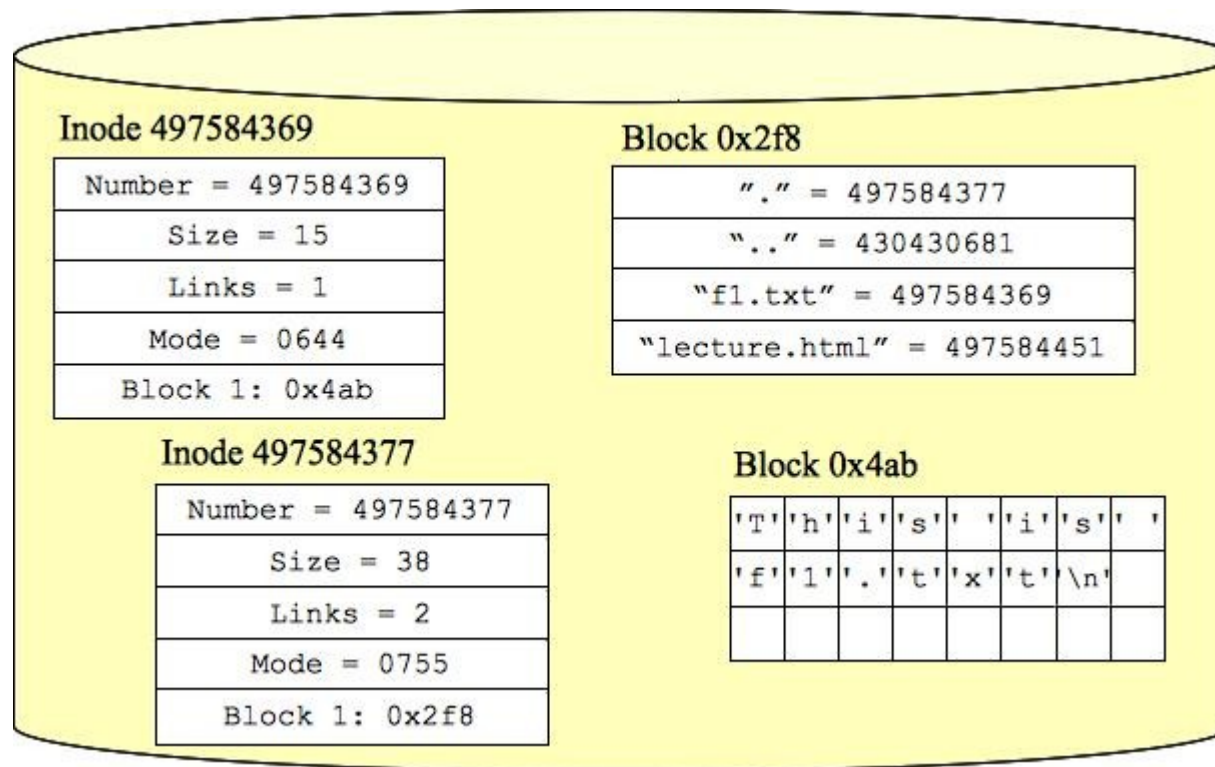 Inode 497584369
Number = 497584369
Size = 15
Links = 1
Mode = 0644
Block 1: 0x4ab
Block 0x2f8
”.” = 497584377
“..” = 430430681
“f1.txt” = 497584369
“lecture.html” = 497584451
Inode 497584377
Number = 497584377
Size = 38
Links = 2
Mode = 0755
Block 1: 0x2f8
Block 0x4ab
'T' 'h' 'i' 's' ' ' 'i' 's' ' '
'f' '1' '.' 't' 'x' 't' '\n'